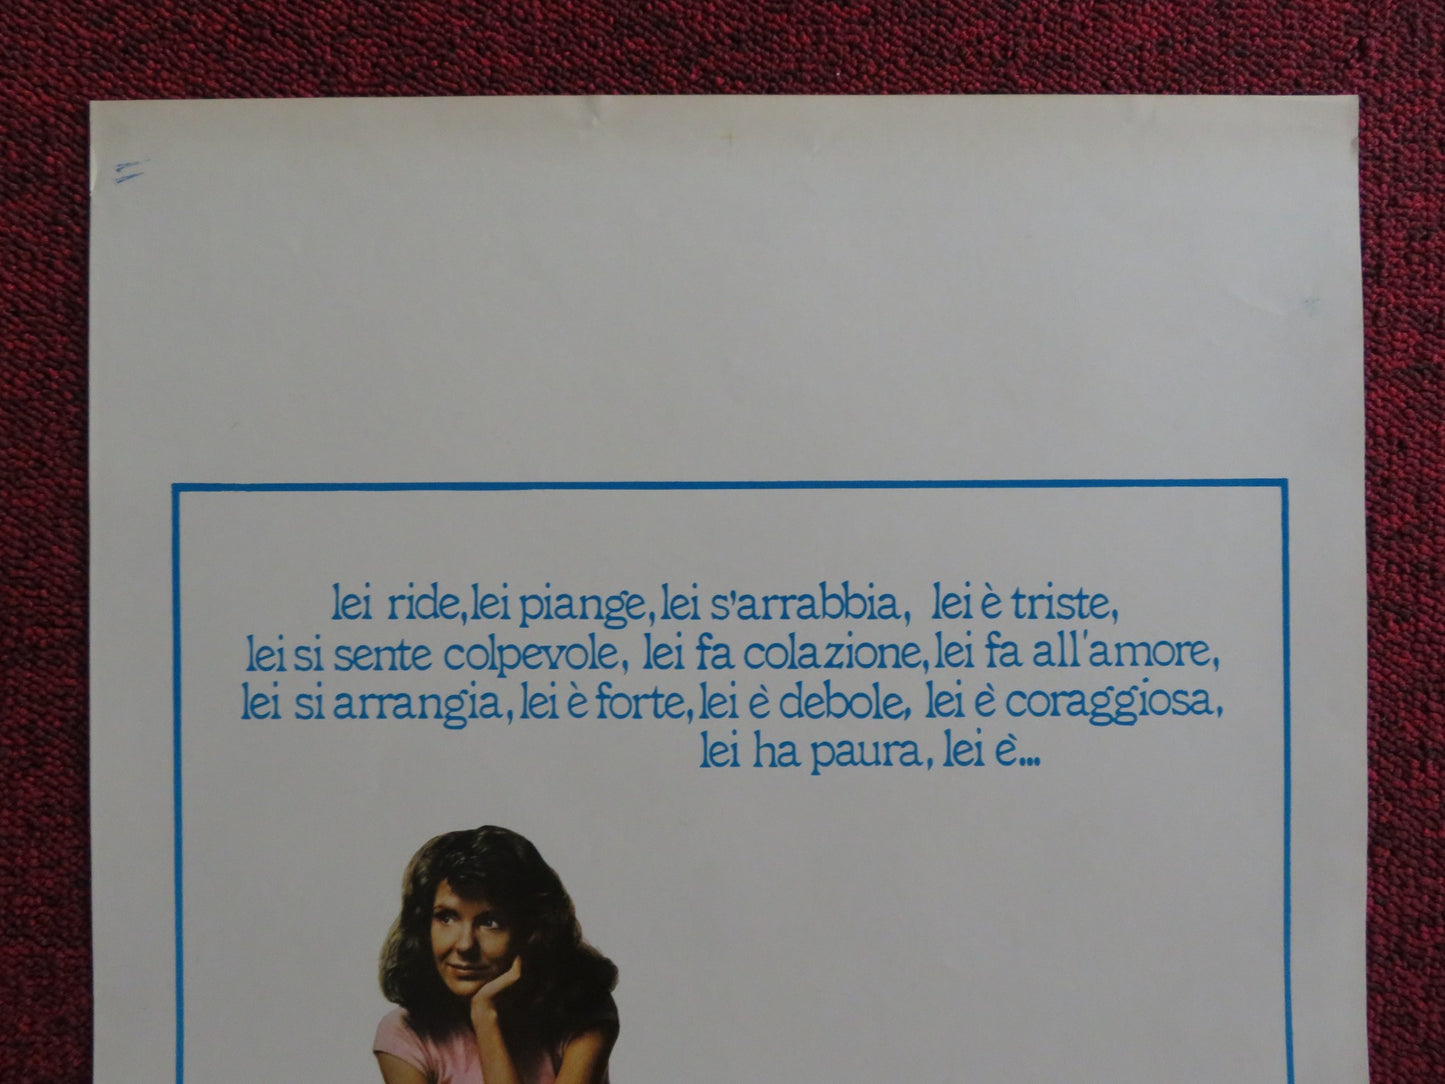 lei ride, lei piange, lei s'arrabbia, lei è triste,
lei si sente colpevole, lei fa colazione, lei fa all'amore,
lei si arrangia, lei è forte, lei è debole, lei è coraggiosa,
lei ha paura, lei è...